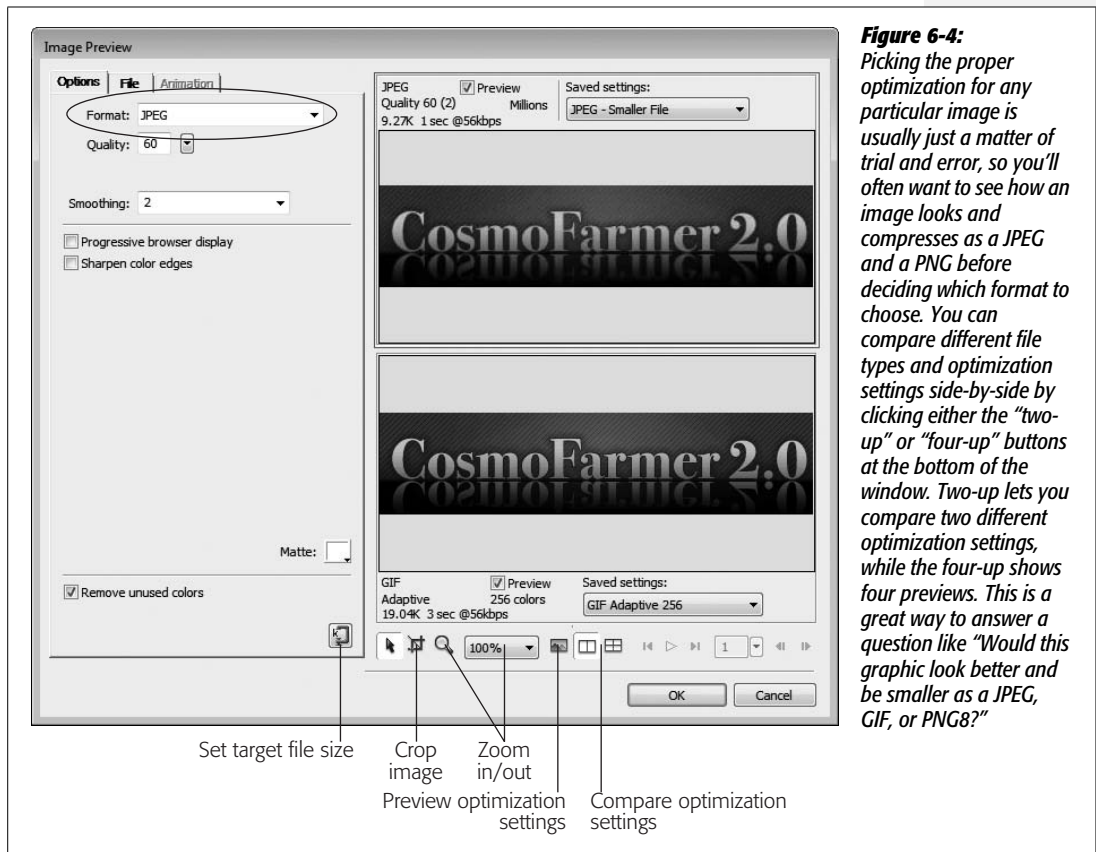 Image Preview
Options File Animation
Format: JPEG
Quality: 60
Smoothing: 2
Progressive browser display
Sharpen color edges
Matte:
Remove unused colors
JPEG Preview Saved settings:
Quality 60 (2) Millions JPEG - Smaller File
9.27K 1 sec @56kbps
CosmoFarmer 2.0
CosmoFarmer 2.0
GIF Preview Saved settings:
Adaptive 256 colors GIF Adaptive 256
19.04K 3 sec @56kbps
100% 1
OK Cancel
Set target file size
Crop image
Zoom in/out
Preview optimization settings
Compare optimization settings
Figure 6-4:
Picking the proper
optimization for any
particular image is
usually just a matter of
trial and error, so you’ll
often want to see how an
image looks and
compresses as a JPEG
and a PNG before
deciding which format to
choose. You can
compare different file
types and optimization
settings side-by-side by
clicking either the “two-
up” or “four-up” buttons
at the bottom of the
window. Two-up lets you
compare two different
optimization settings,
while the four-up shows
four previews. This is a
great way to answer a
question like “Would this
graphic look better and
be smaller as a JPEG,
GIF, or PNG8?”